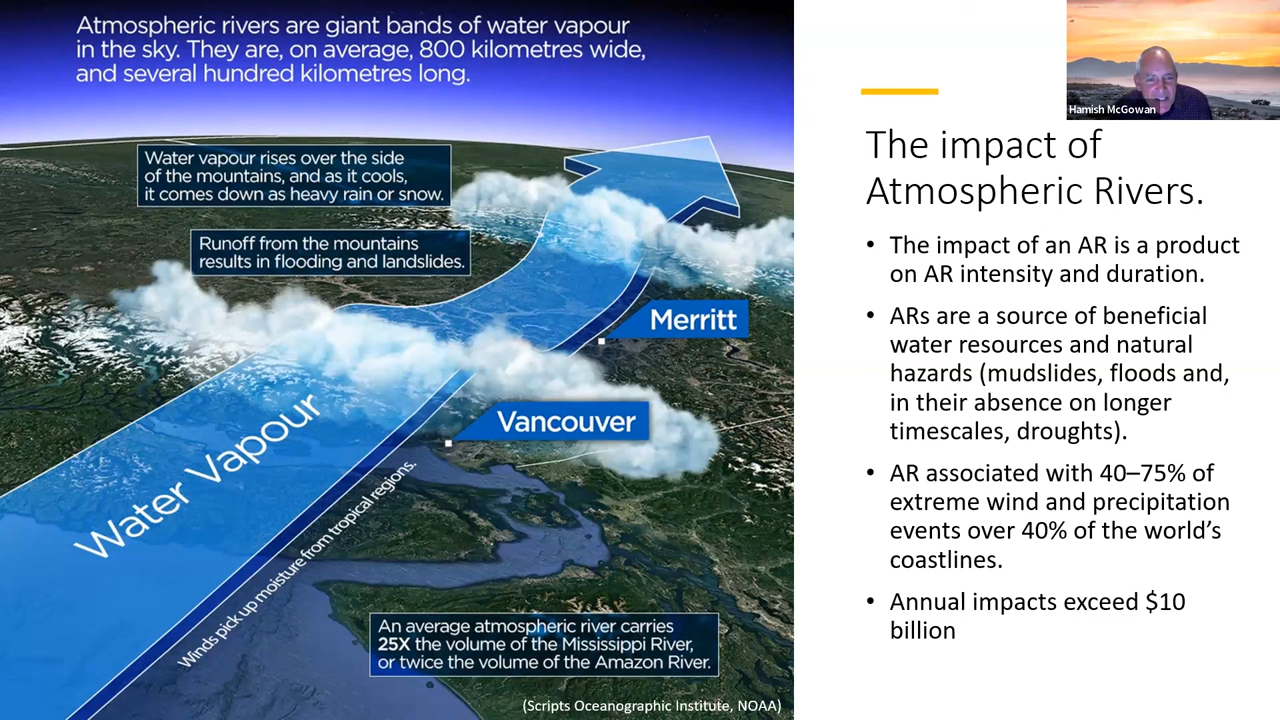 Atmospheric rivers are giant bands of water vapour
in the sky. They are, on average, 800 kilometres wide,
and several hundred kilometres long.
Water vapour rises over the side
of the mountains, and as it cools,
it comes down as heavy rain or snow.
Runoff from the mountains
results in flooding and landslides.
Merritt
Vancouver
Water Vapour
Winds pick up moisture from tropical regions.
An average atmospheric river carries
25X the volume of the Mississippi River,
or twice the volume of the Amazon River.
(Scripts Oceanographic Institute, NOAA)
Hamish McGowan
The impact of
Atmospheric Rivers.
• The impact of an AR is a product
on AR intensity and duration.
• ARs are a source of beneficial
water resources and natural
hazards (mudslides, floods and,
in their absence on longer
timescales, droughts).
• AR associated with 40–75% of
extreme wind and precipitation
events over 40% of the world’s
coastlines.
• Annual impacts exceed $10
billion